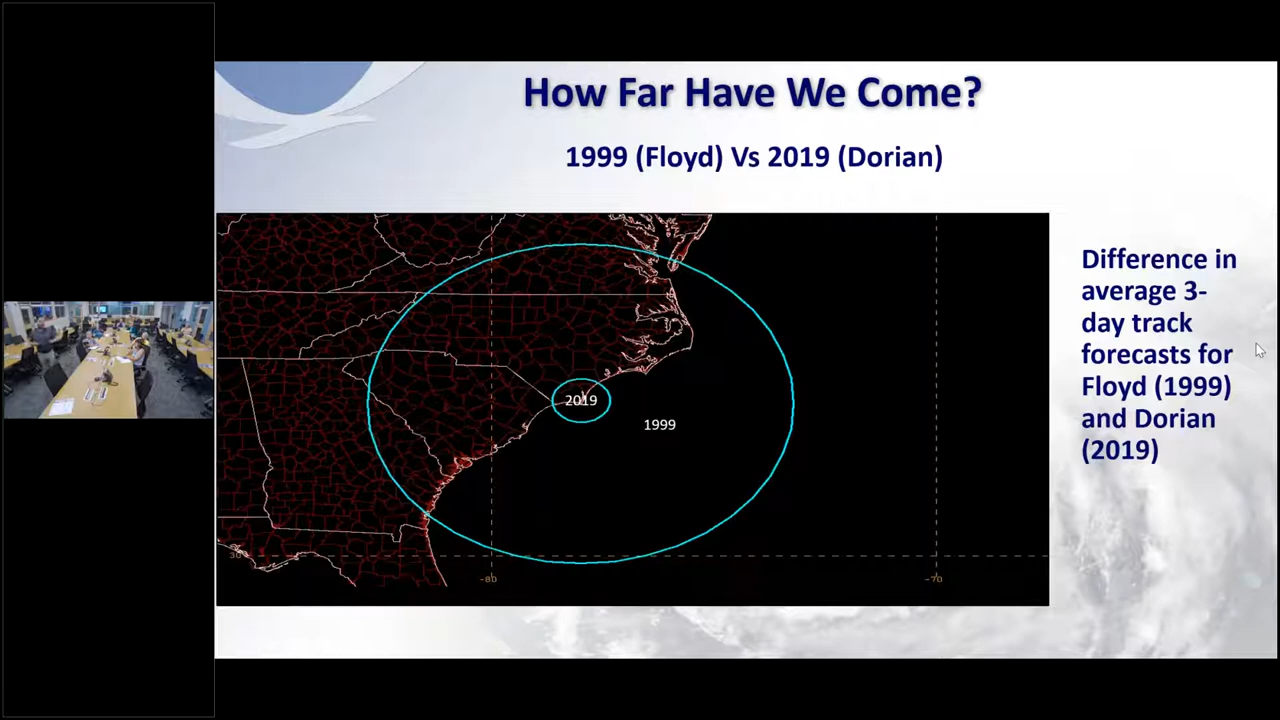 How Far Have We Come?
1999 (Floyd) Vs 2019 (Dorian)
2019
1999
30
-80
-70
Difference in
average 3-
day track
forecasts for
Floyd (1999)
and Dorian
(2019)